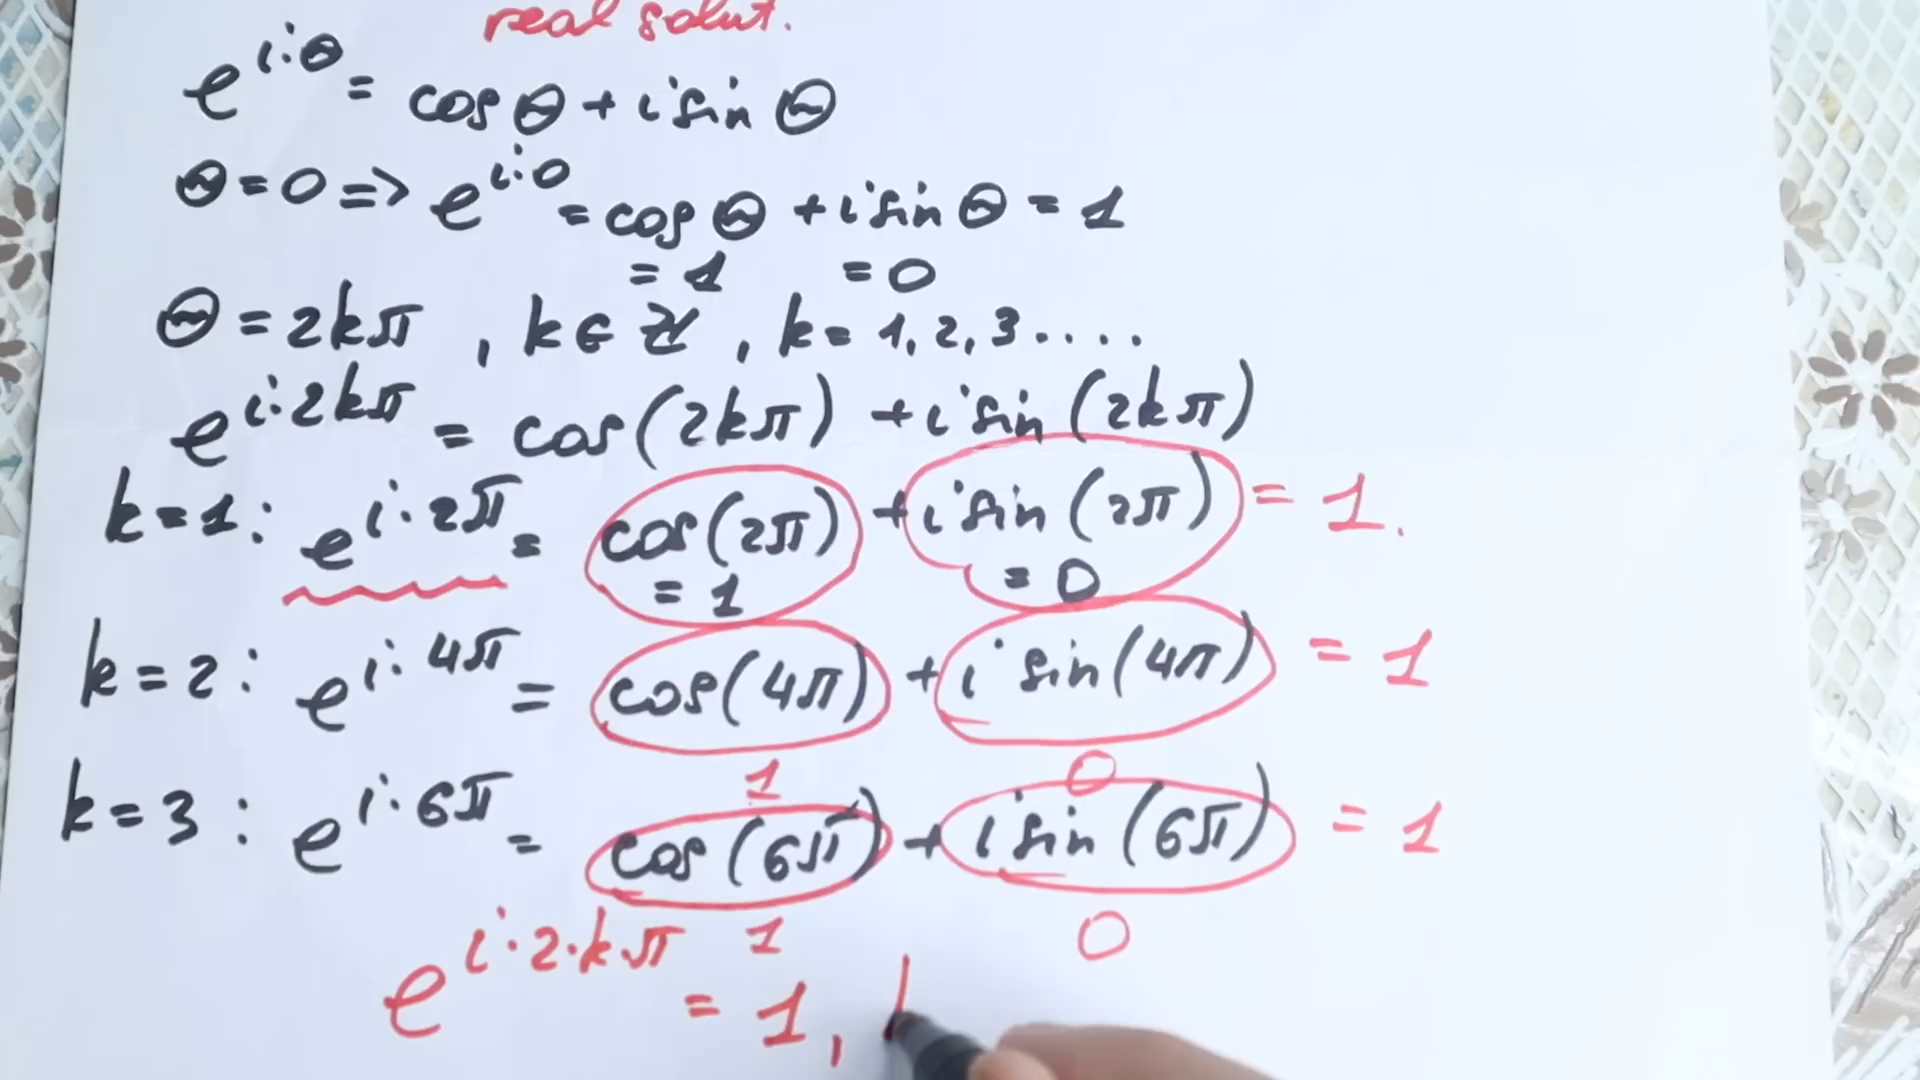 real solut.
e^{i·θ} = cos θ + i sin θ
θ = 0 => e^{i·0} = cos θ + i sin θ = 1
= 1 = 0
θ = 2kπ , k ∈ ℤ , k = 1, 2, 3....
e^{i·2kπ} = cos(2kπ) + i sin(2kπ)
k = 1 : e^{i·2π} = cos(2π) + i sin(2π) = 1.
= 1 = 0
k = 2 : e^{i·4π} = cos(4π) + i sin(4π) = 1
1 0
k = 3 : e^{i·6π} = cos(6π) + i sin(6π) = 1
1 0
e^{i·2·k·π} = 1 ,